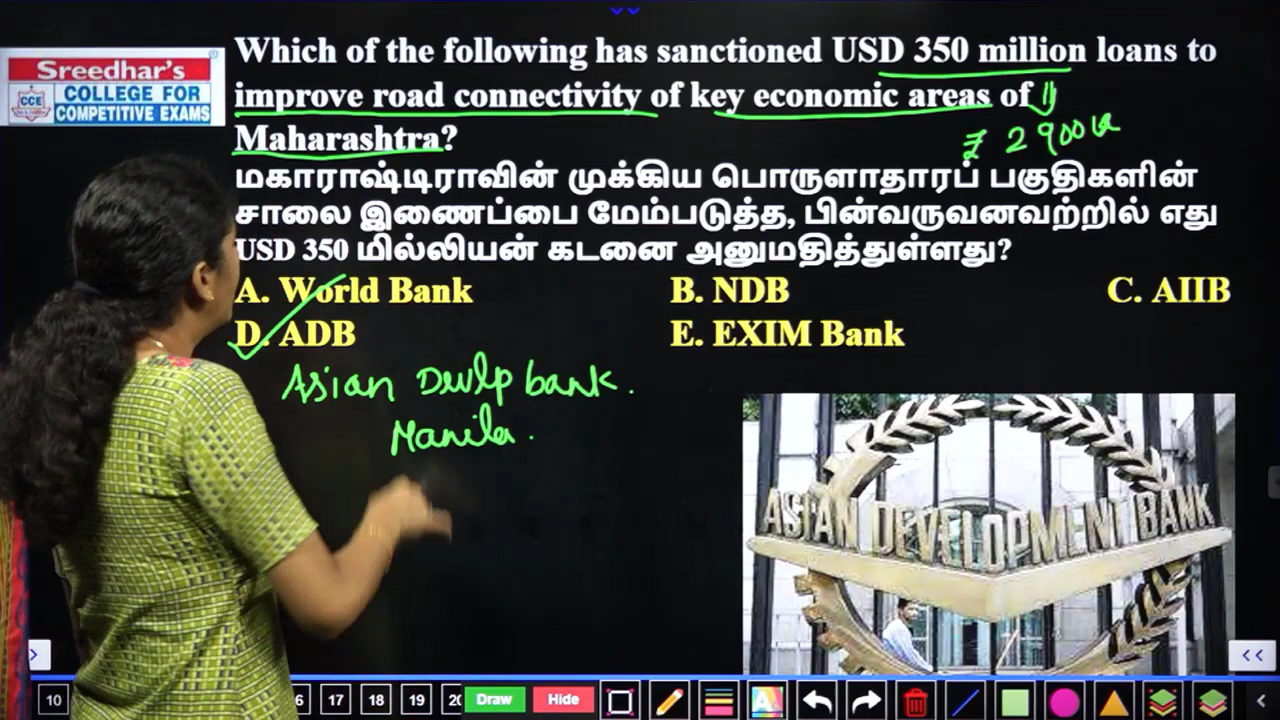 Sreedhar's
CCE
COLLEGE FOR
COMPETITIVE EXAMS
Which of the following has sanctioned USD 350 million loans to
improve road connectivity of key economic areas of
Maharashtra?
₹ 2900 cr
மகாராஷ்டிராவின் முக்கிய பொருளாதாரப் பகுதிகளின்
சாலை இணைப்பை மேம்படுத்த, பின்வருவனவற்றில் எது
USD 350 மில்லியன் கடனை அனுமதித்துள்ளது?
A. World Bank B. NDB C. AIIB
D. ADB E. EXIM Bank
Asian Devlp bank.
Manila.
ASIAN DEVELOPMENT BANK
10 6 17 18 19 20 Draw Hide